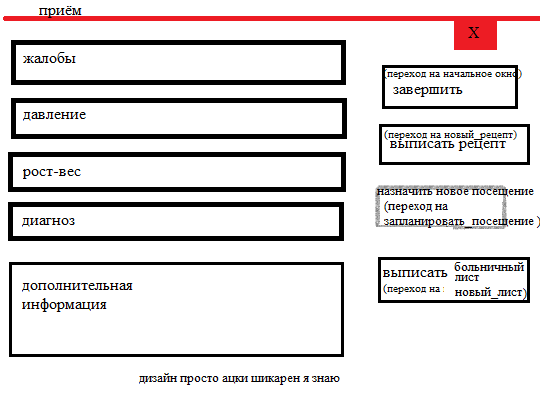 приём
X
жалобы
(переход на начальное окно)
завершить
давление
(переход на новый_рецепт)
выписать рецепт
рост-вес
назначить новое посещение
(переход на
запланировать_посещение )
диагноз
выписать больничный
лист
(переход на : новый_лист)
дополнительная
информация
дизайн просто ацки шикарен я знаю